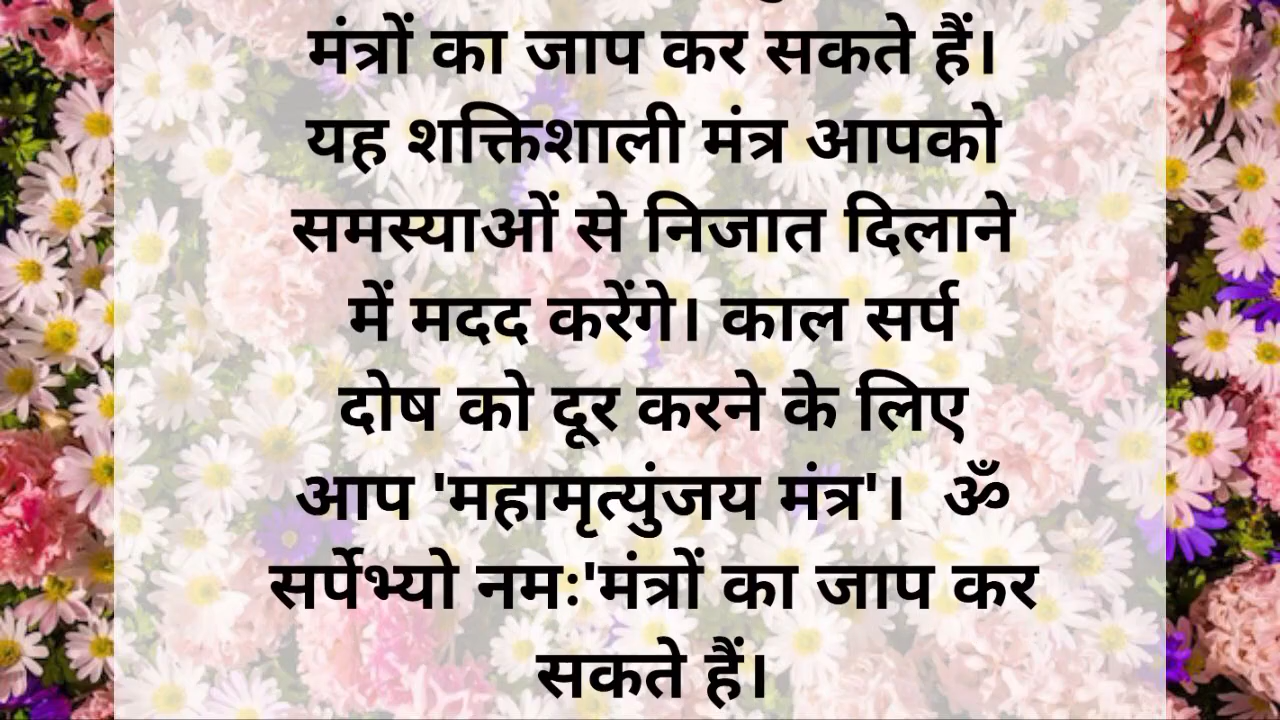 मंत्रों का जाप कर सकते हैं।
यह शक्तिशाली मंत्र आपको
समस्याओं से निजात दिलाने
में मदद करेंगे। काल सर्प
दोष को दूर करने के लिए
आप 'महामृत्युंजय मंत्र'।  ॐ
सर्पेभ्यो नमः'मंत्रों का जाप कर
सकते हैं।